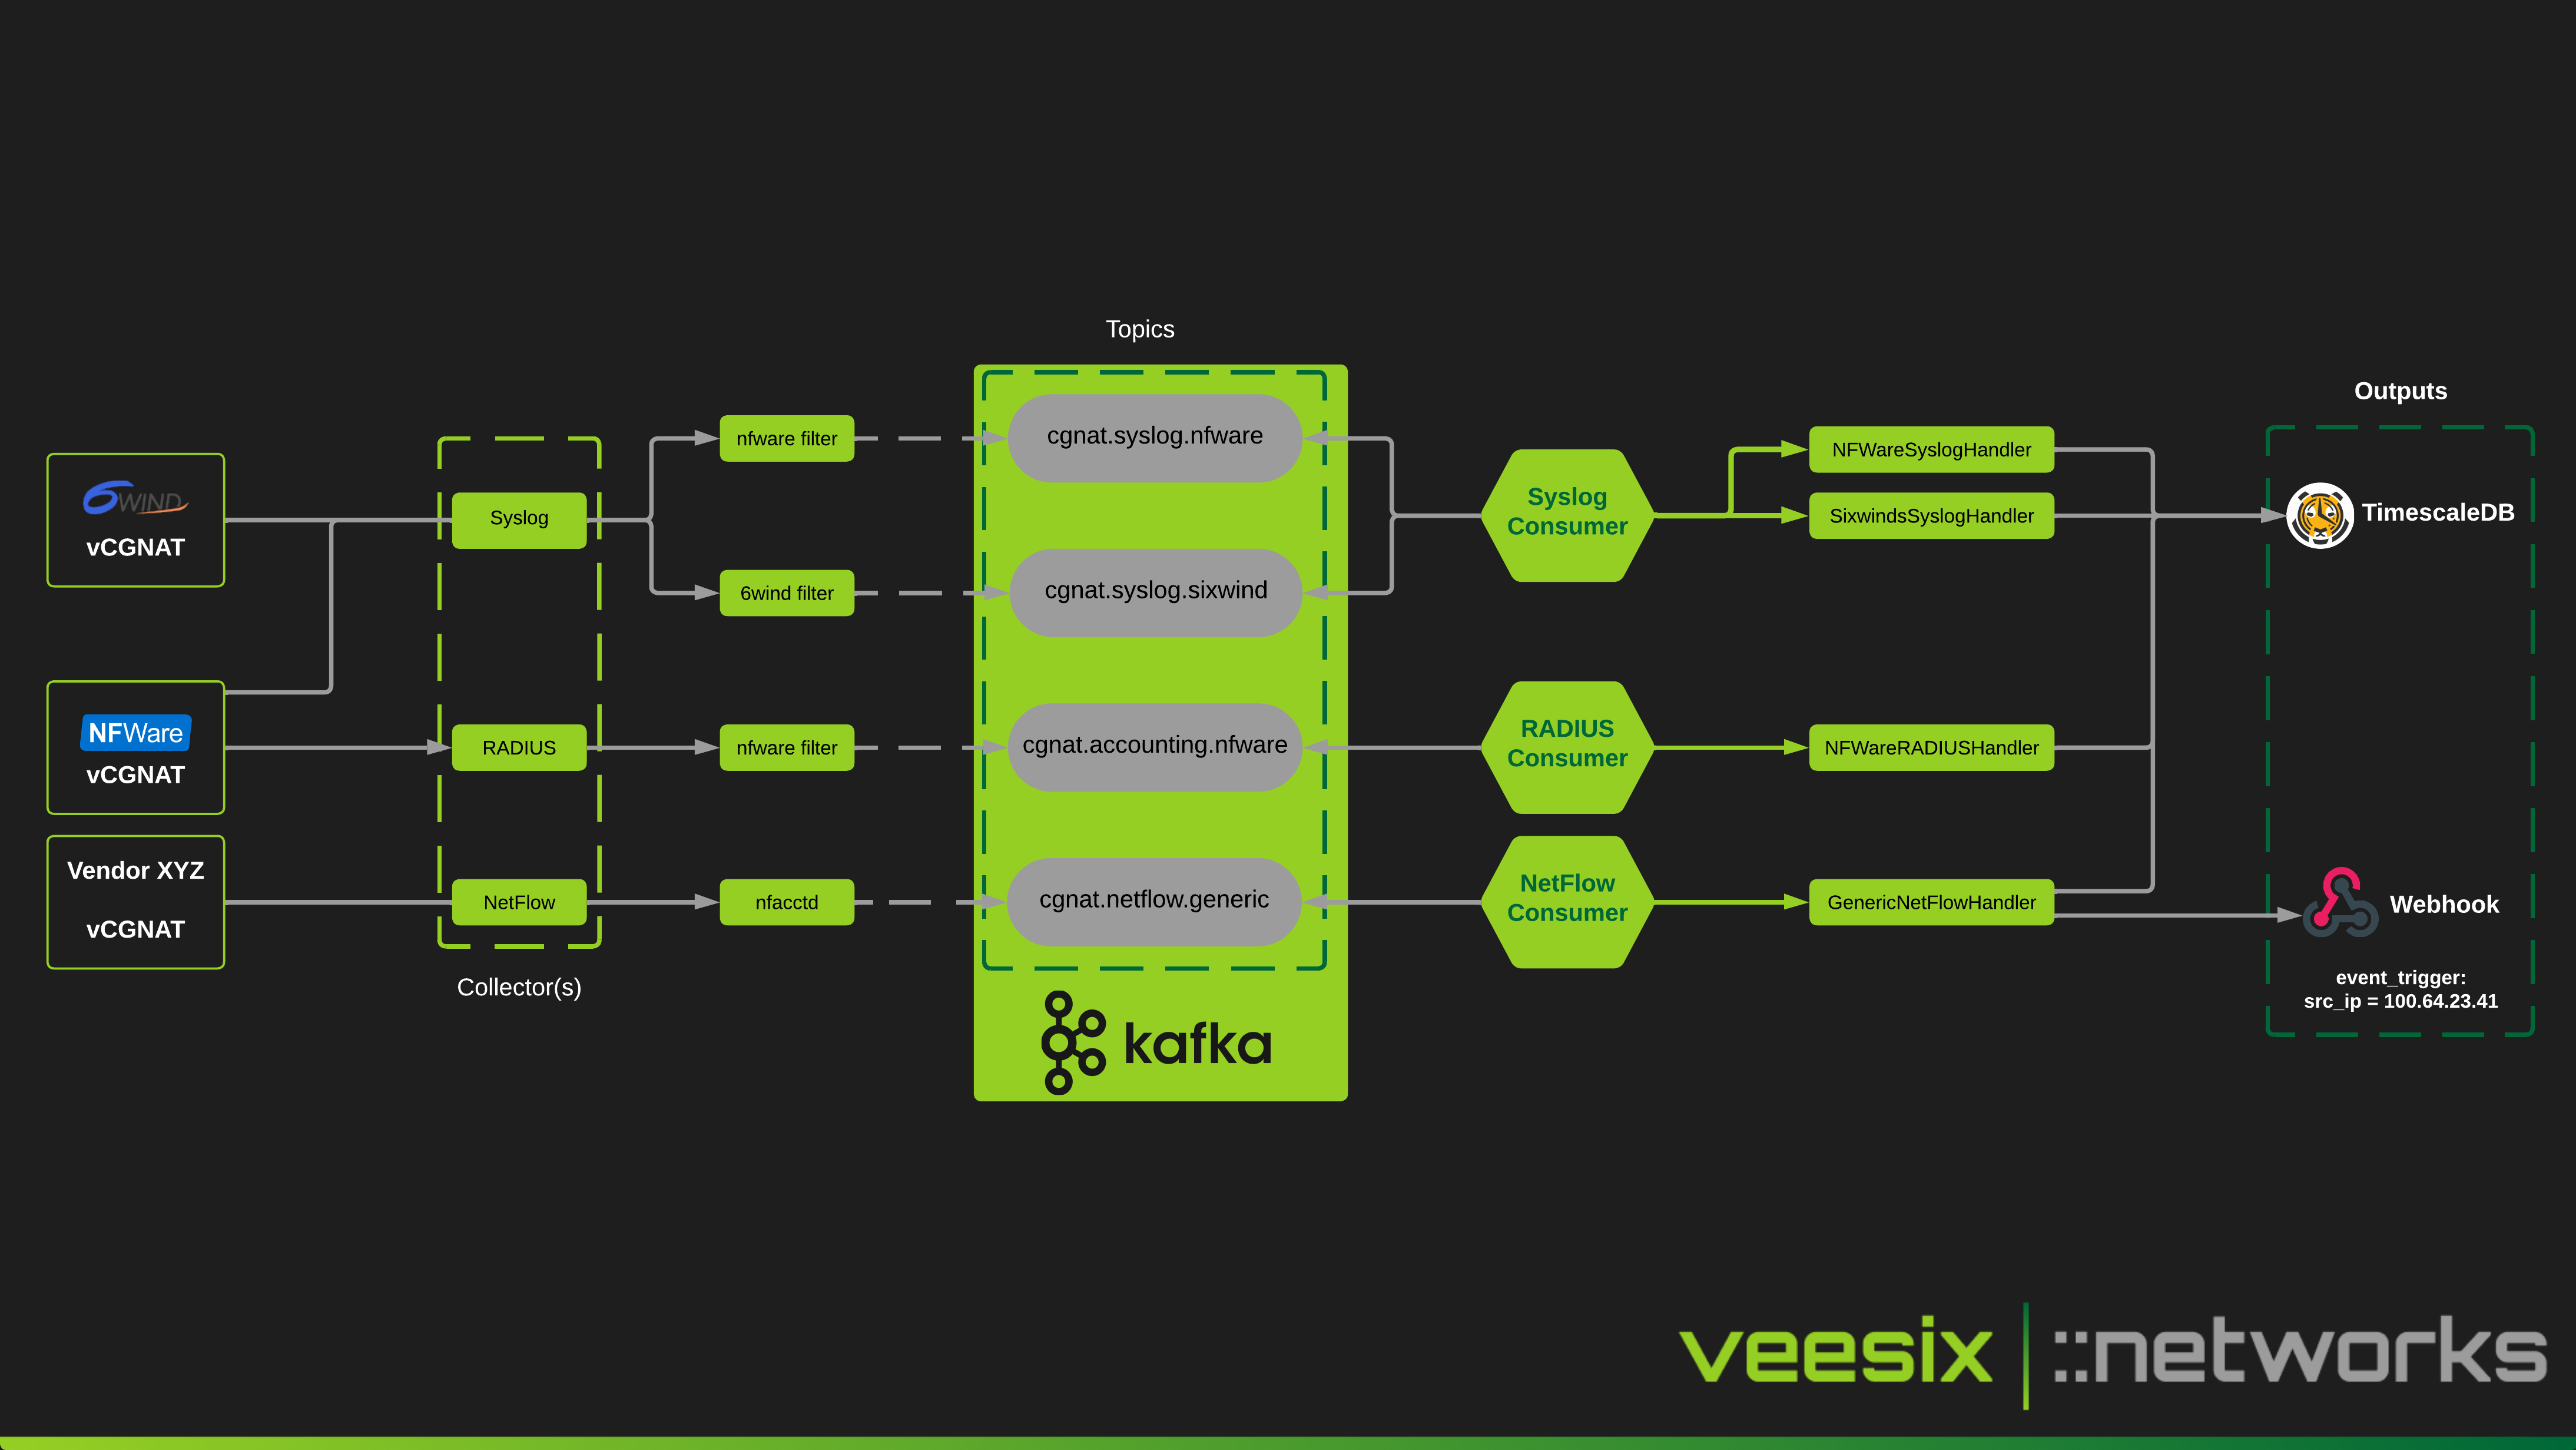 Topics
Outputs
6WIND
vCGNAT
NFWare
vCGNAT
Vendor XYZ
vCGNAT
Syslog
RADIUS
NetFlow
Collector(s)
nfware filter
6wind filter
nfware filter
nfacctd
cgnat.syslog.nfware
cgnat.syslog.sixwind
cgnat.accounting.nfware
cgnat.netflow.generic
kafka
Syslog
Consumer
RADIUS
Consumer
NetFlow
Consumer
NFWareSyslogHandler
SixwindsSyslogHandler
NFWareRADIUSHandler
GenericNetFlowHandler
TimescaleDB
Webhook
event_trigger:
src_ip = 100.64.23.41
veesix | ::networks